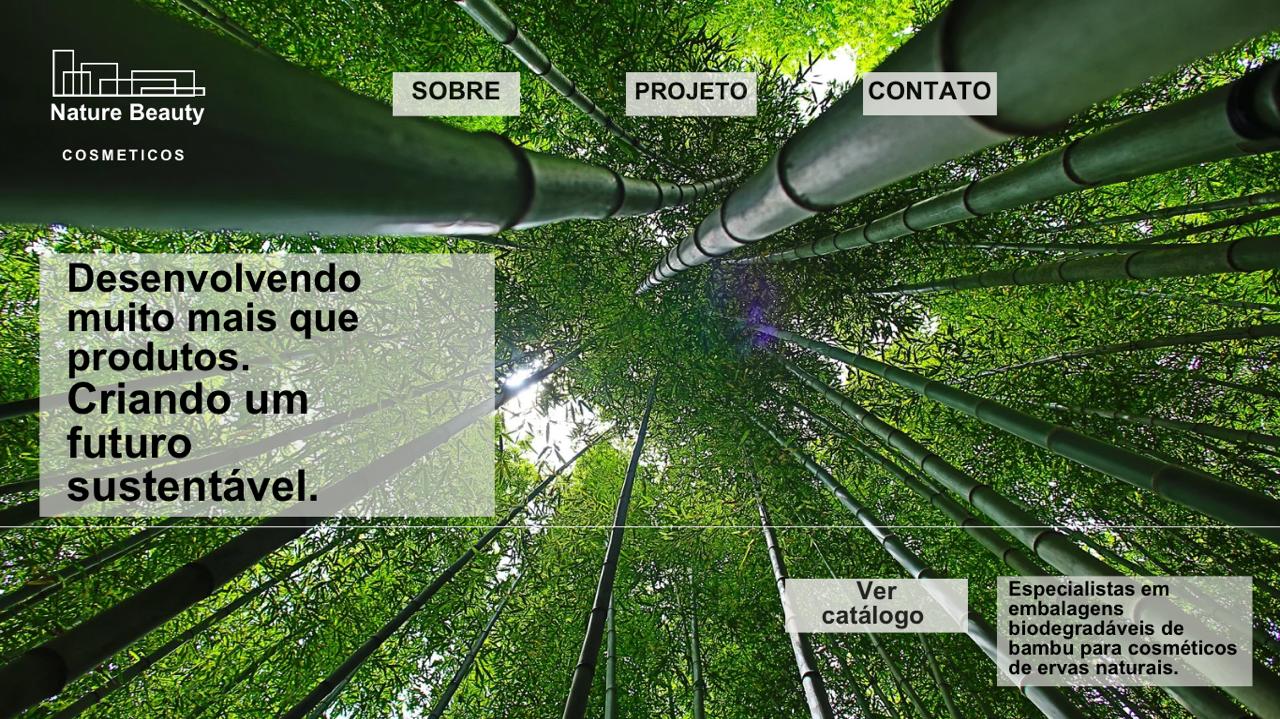 Nature Beauty
COSMETICOS
SOBRE
PROJETO
CONTATO
Desenvolvendo
muito mais que
produtos.
Criando um
futuro
sustentável.
Ver
catálogo
Especialistas em
embalagens
biodegradáveis de
bambu para cosméticos
de ervas naturais.